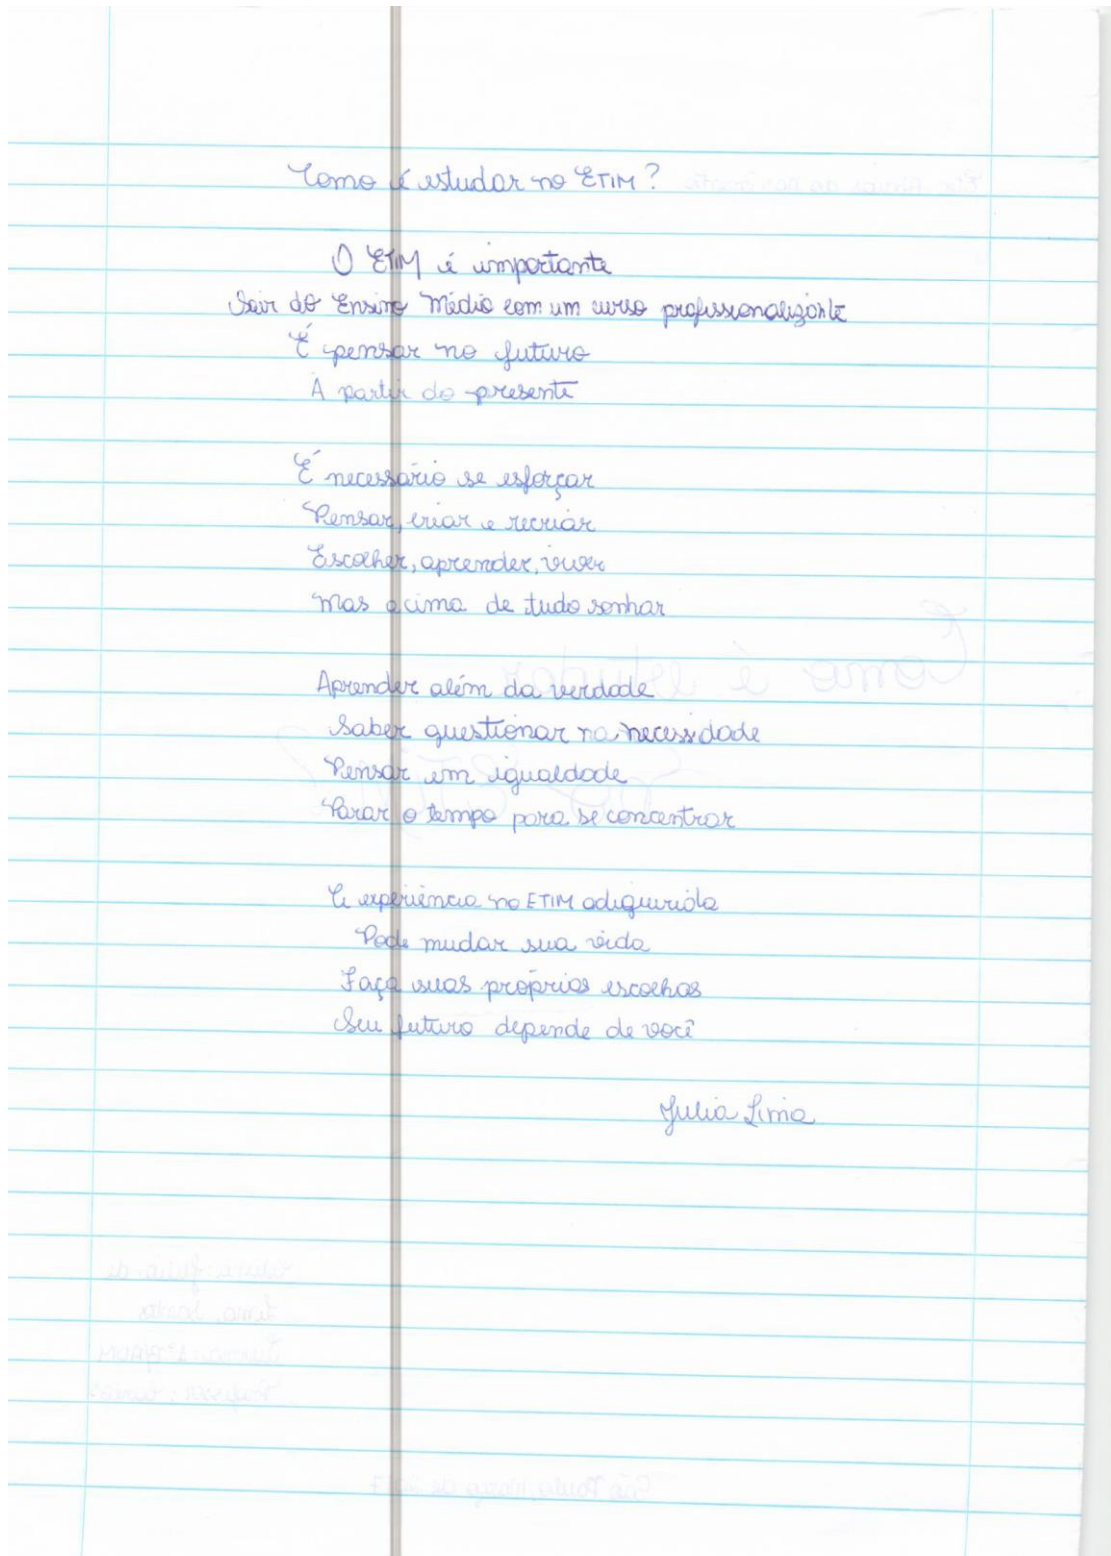 Como é estudar no ETIM?
O ETIM é importante
Sair do Ensino Médio com um curso profissionalizante
É pensar no futuro
A partir do presente
É necessário se esforçar
Pensar, criar e recriar
Escolher, aprender, viver
Mas acima de tudo sonhar
Aprender além da verdade
Saber questionar na necessidade
Pensar em igualdade
Parar o tempo para se concentrar
A experiência no ETIM adiquirida
Pode mudar sua vida
Faça suas próprias escolhas
Seu futuro depende de você
Julia Lima